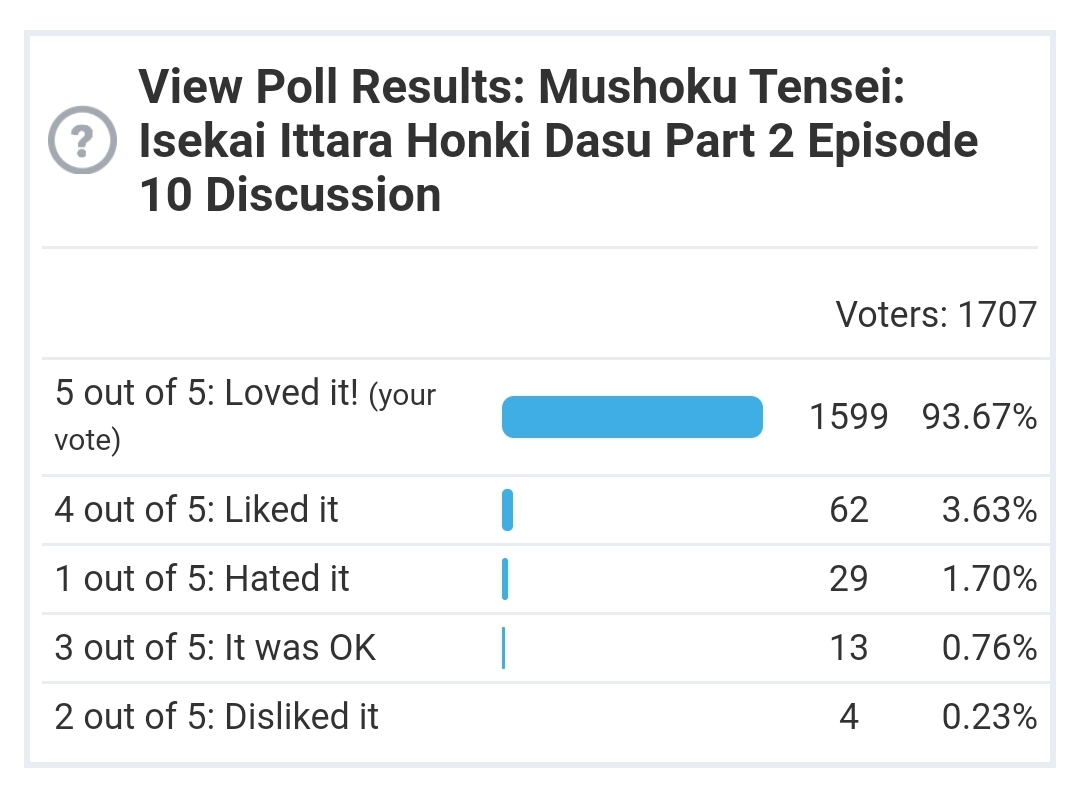 View Poll Results: Mushoku Tensei:
Isekai Ittara Honki Dasu Part 2 Episode
10 Discussion
?
Voters: 1707
5 out of 5: Loved it! (your
vote)
1599 93.67%
4 out of 5: Liked it 62 3.63%
1 out of 5: Hated it 29 1.70%
3 out of 5: It was OK 13 0.76%
2 out of 5: Disliked it 4 0.23%